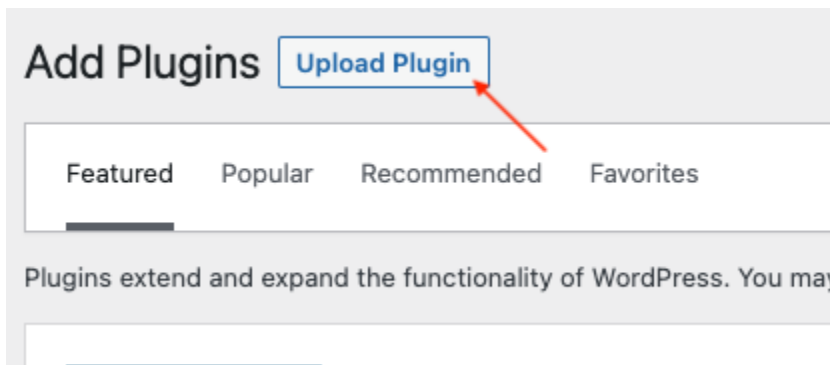 Add Plugins Upload Plugin
Featured Popular Recommended Favorites
Plugins extend and expand the functionality of WordPress. You may